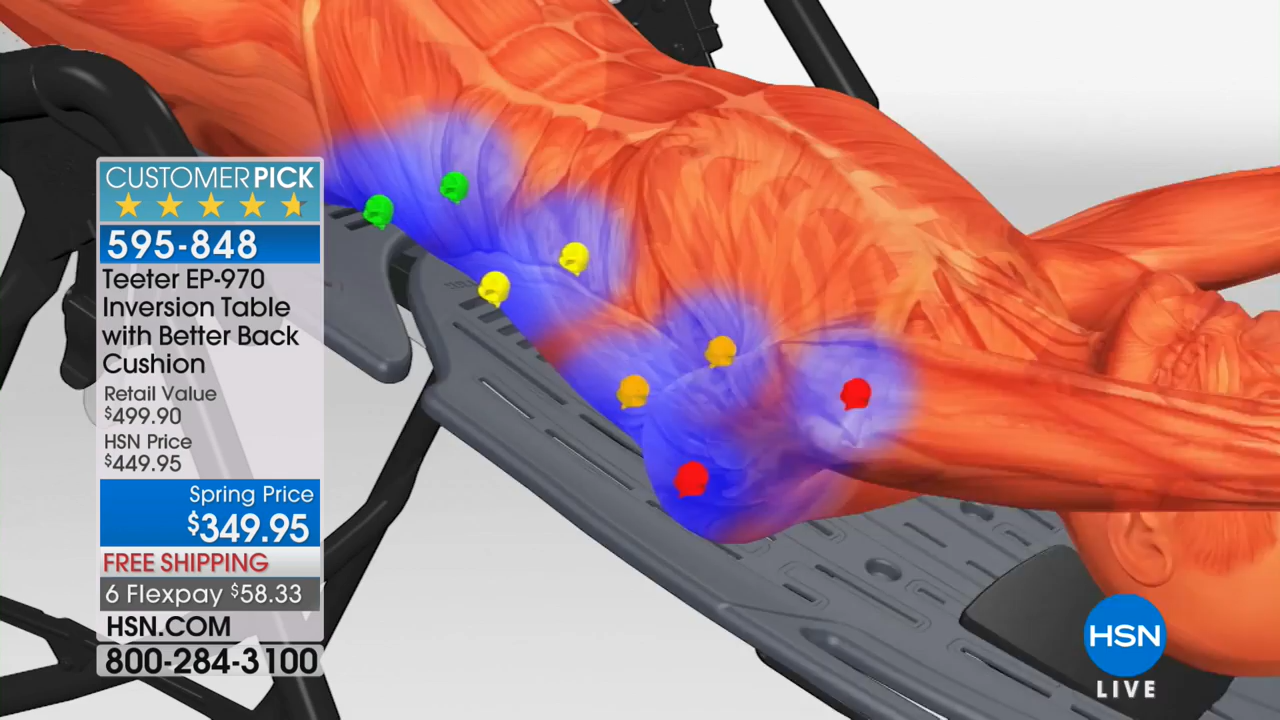 CUSTOMERPICK
595-848
Teeter EP-970
Inversion Table
with Better Back
Cushion
Retail Value
$499.90
HSN Price
$449.95
Spring Price
$349.95
FREE SHIPPING
6 Flexpay $58.33
HSN.COM
800-284-3100
HSN
LIVE